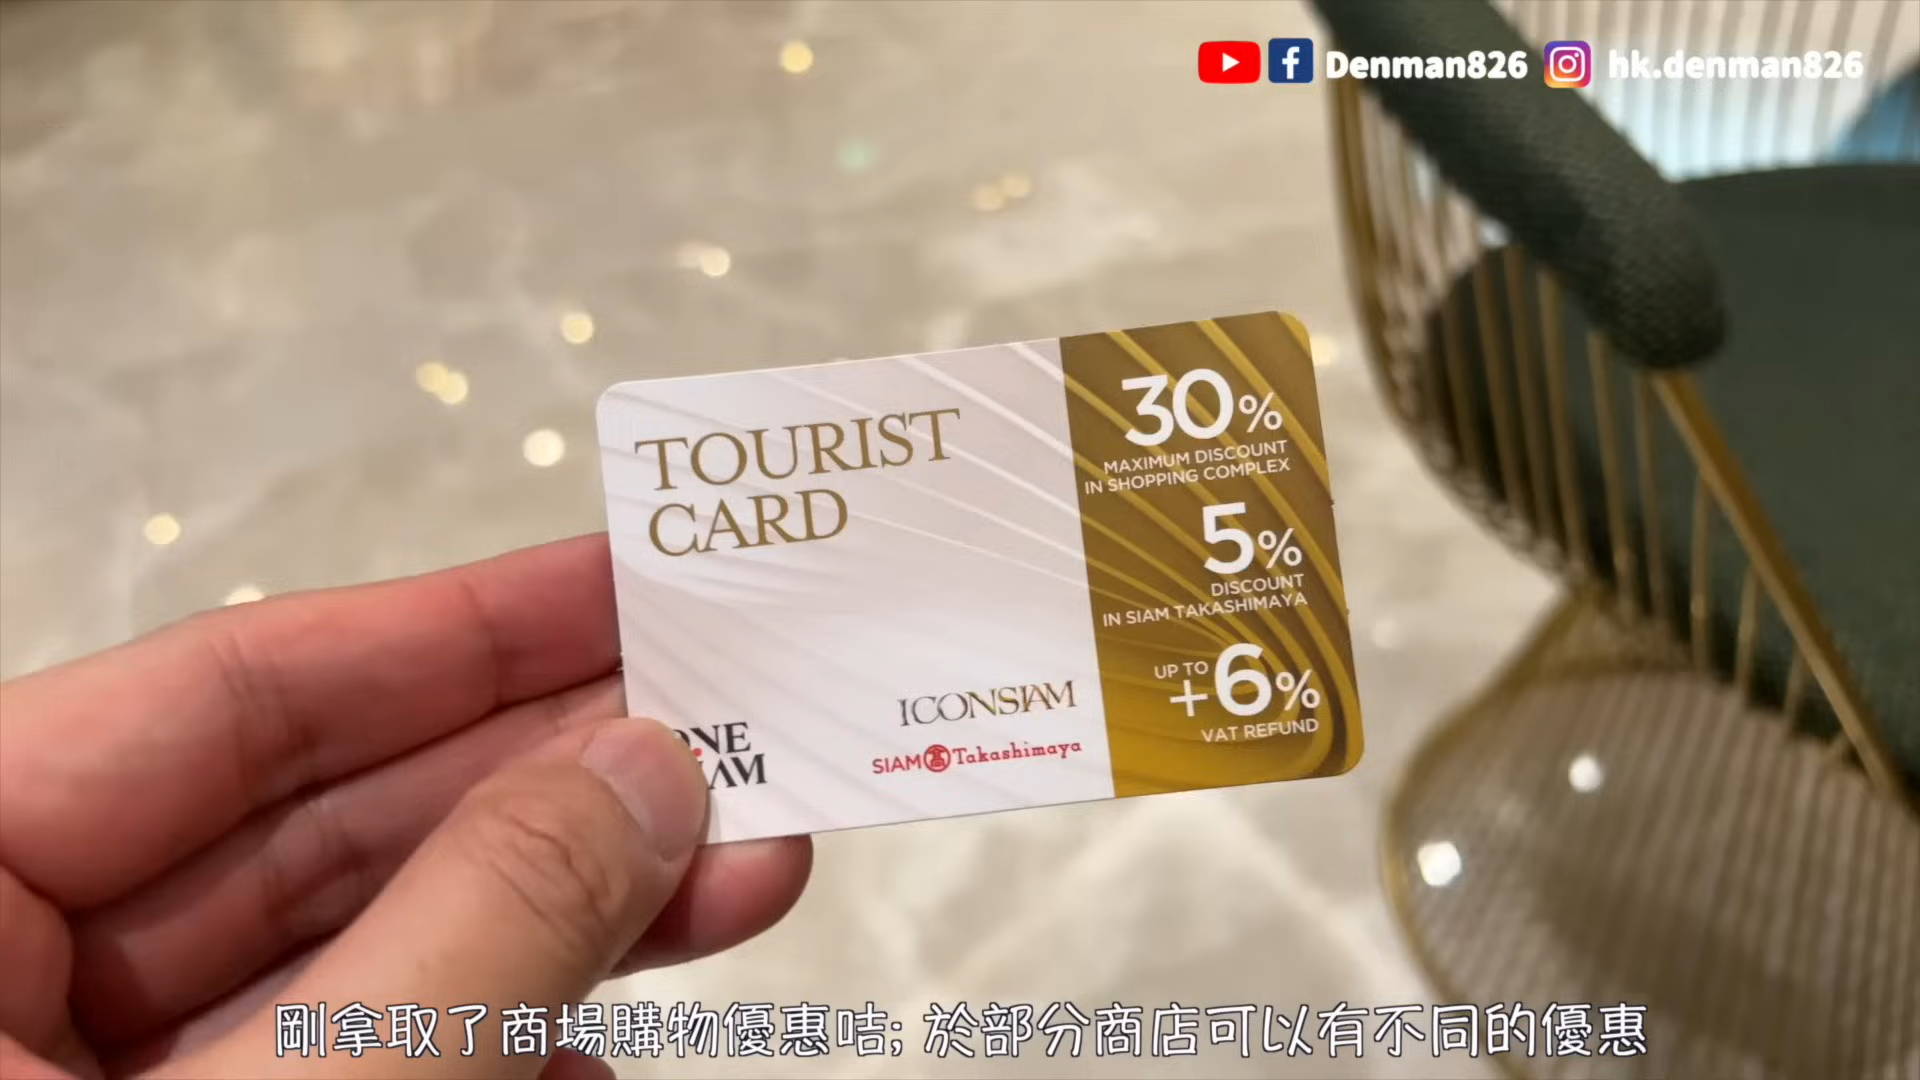 Denman826 hk.denman826
TOURIST
CARD
30%
MAXIMUM DISCOUNT
IN SHOPPING COMPLEX
5%
DISCOUNT
IN SIAM TAKASHIMAYA
UP TO
+6%
VAT REFUND
ICONSIAM
SIAM Takashimaya
剛拿取了商場購物優惠咭; 於部分商店可以有不同的優惠